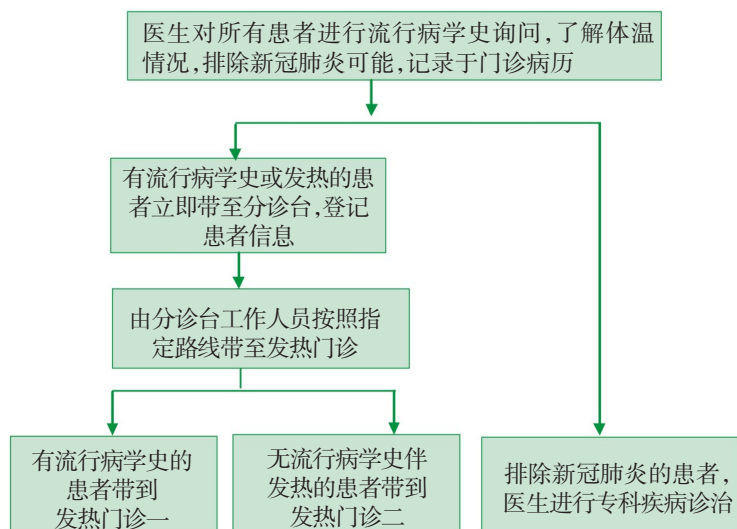 医生对所有患者进行流行病学史询问,了解体温
情况,排除新冠肺炎可能,记录于门诊病历
有流行病学史或发热的患
者立即带至分诊台,登记
患者信息
由分诊台工作人员按照指
定路线带至发热门诊
有流行病学史的
患者带到
发热门诊一
无流行病学史伴
发热的患者带到
发热门诊二
排除新冠肺炎的患者,
医生进行专科疾病诊治